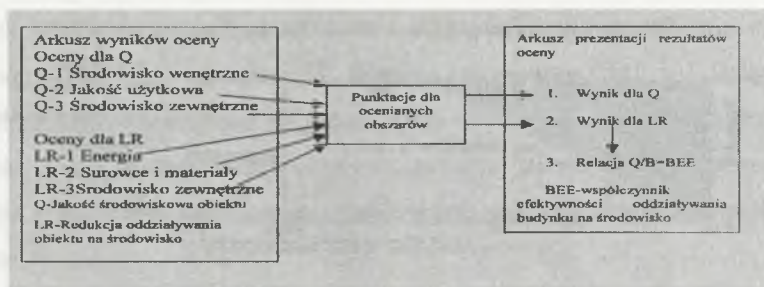 Arkusz wyników oceny
Oceny dla Q
Q-1 Środowisko wenętrzne
Q-2 Jakość użytkowa
Q-3 Środowisko zewnętrzne
Oceny dla LR
LR-1 Energia
LR-2 Surowce i materiały
LR-3Srodowisko zewnętrzne
Q-Jakość środowiskowa obiektu
LR-Redukcja oddziaływania
obiektu na środowisko
Punktacje dla
ocenianych
obszarów
Arkusz prezentacji rezultatów
oceny
1. Wynik dla Q
2. Wynik dla LR
3. Relacja Q/B=BEE
BEE-współczynnik
efektywności oddziaływania
budynku na środowisko